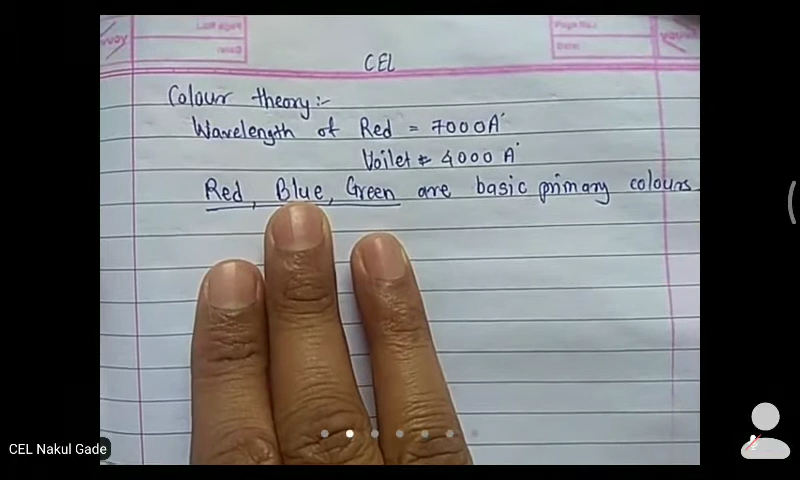 CEL
Colour theory :-
Wavelength of Red = 7000A°
Voilet = 4000 A°
Red, Blue, Green are basic primary colours
CEL Nakul Gade